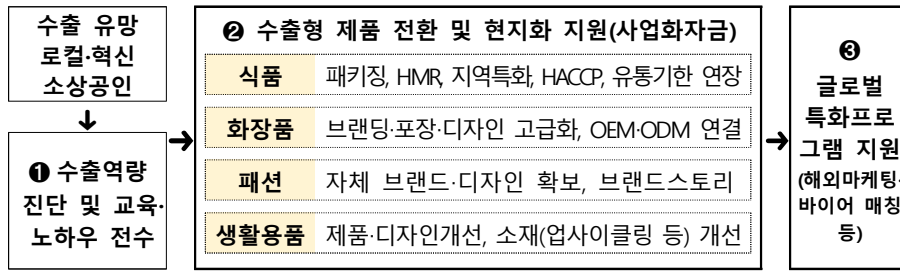 수출 유망
로컬·혁신
소상공인
↓
❶ 수출역량
진단 및 교육·
노하우 전수
➔
❷ 수출형 제품 전환 및 현지화 지원(사업화자금)
식품 패키징, HMR, 지역특화, HACCP, 유통기한 연장
화장품 브랜딩·포장·디자인 고급화, OEM·ODM 연결
패션 자체 브랜드·디자인 확보, 브랜드스토리
생활용품 제품·디자인개선, 소재(업사이클링 등) 개선
➔
❸
글로벌
특화프로
그램 지원
(해외마케팅·
바이어 매칭
등)